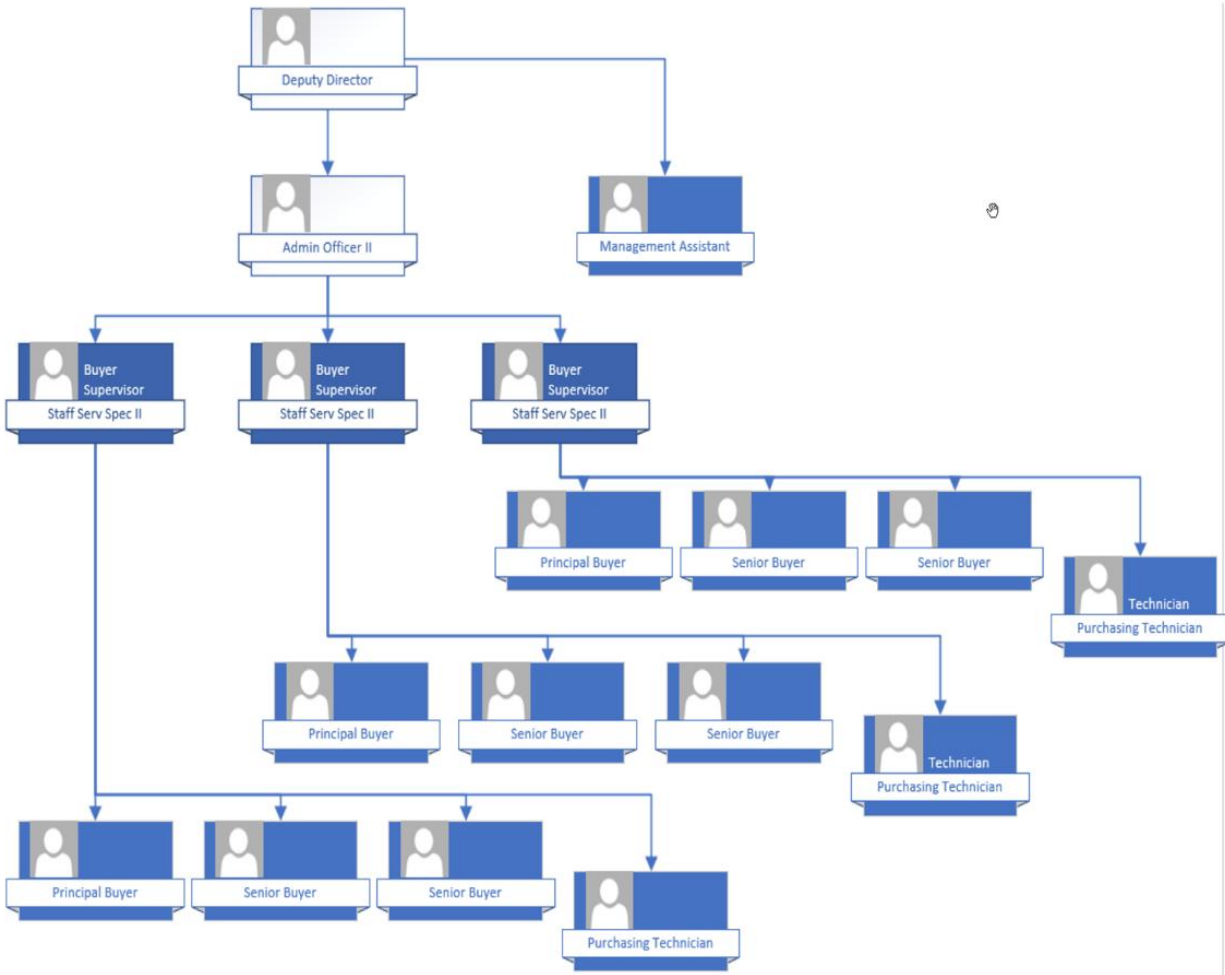 Deputy Director
Admin Officer II
Management Assistant
Buyer
Supervisor
Staff Serv Spec II
Buyer
Supervisor
Staff Serv Spec II
Buyer
Supervisor
Staff Serv Spec II
Principal Buyer
Senior Buyer
Senior Buyer
Technician
Purchasing Technician
Principal Buyer
Senior Buyer
Senior Buyer
Technician
Purchasing Technician
Principal Buyer
Senior Buyer
Senior Buyer
Purchasing Technician